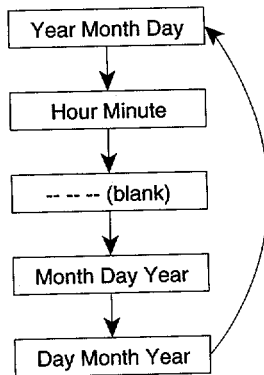 Year Month Day
Hour Minute
-- -- -- (blank)
Month Day Year
Day Month Year